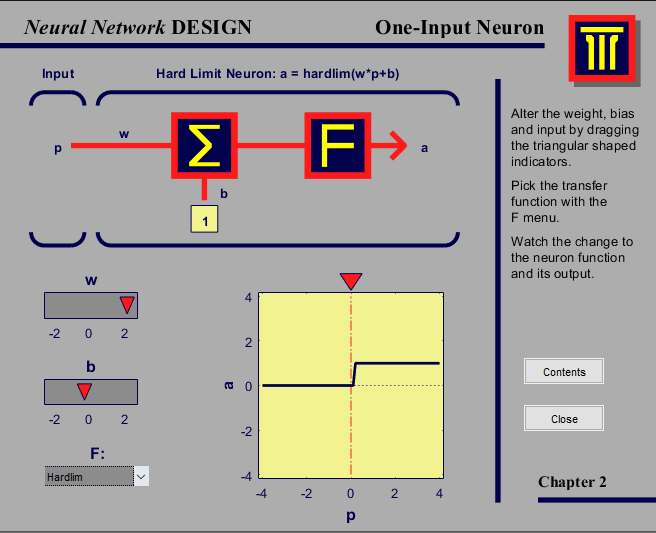 Neural Network DESIGN
One-Input Neuron
Input
Hard Limit Neuron: a = hardlim(w*p+b)
p
w
Σ
F
a
b
1
Alter the weight, bias
and input by dragging
the triangular shaped
indicators.
Pick the transfer
function with the
F menu.
Watch the change to
the neuron function
and its output.
w
-2 0 2
b
-2 0 2
F:
Hardlim
a
4
2
0
-2
-4
-4 -2 0 2 4
p
Contents
Close
Chapter 2